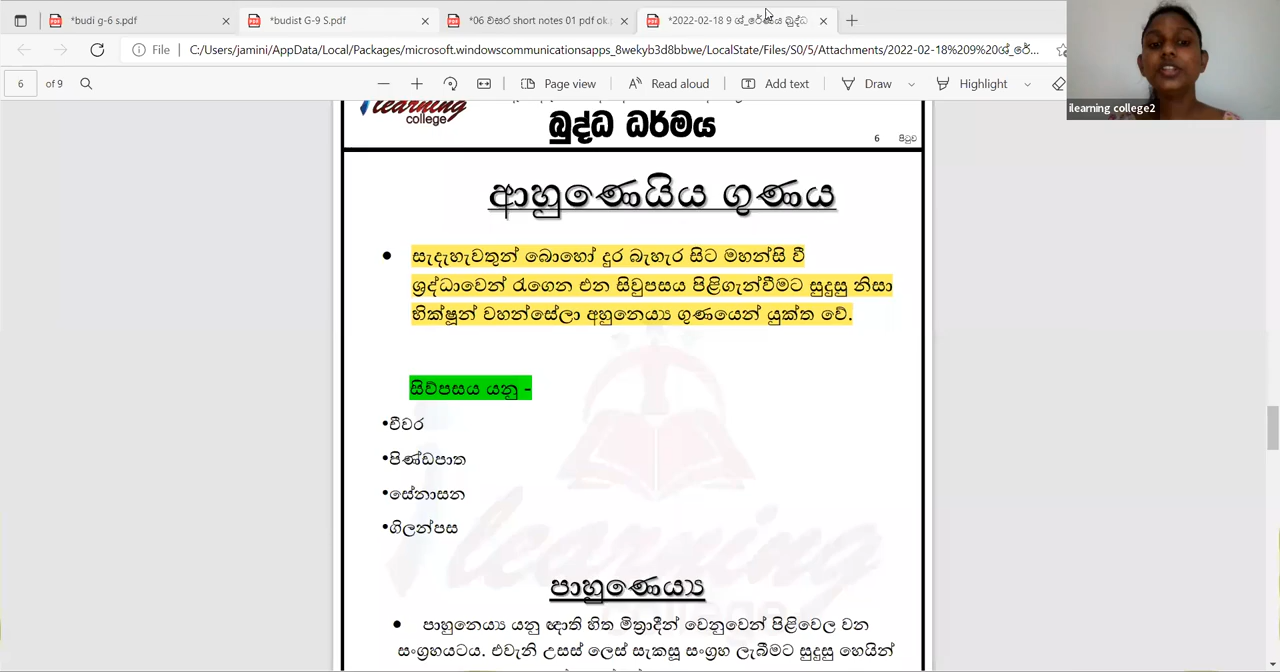 *budi g-6 s.pdf
*budist G-9 S.pdf
*06 වසර short notes 01 pdf ok.p
*2022-02-18 9 ශ්‍රේණිය බුද්ධ
File
C:/Users/jamini/AppData/Local/Packages/microsoft.windowscommunicationsapps_8wekyb3d8bbwe/LocalState/Files/S0/5/Attachments/2022-02-18%209%20ශ්‍රේ...
6 of 9
Page view
Read aloud
Add text
Draw
Highlight
ilearning college2
learning
college
බුද්ධ ධර්මය
6 පිටුව
ආහුණෙයිය ගුණය
• සැදැහැවතුන් බොහෝ දුර බැහැර සිට මහන්සි වී
ශ්‍රද්ධාවෙන් රැගෙන එන සිවුපසය පිළිගැන්වීමට සුදුසු නිසා
භික්ෂූන් වහන්සේලා අහුනෙය්‍ය ගුණයෙන් යුක්ත වේ.
සිව්පසය යනු -
•චීවර
•පිණ්ඩපාත
•සේනාසන
•ගිලන්පස
learning
පාහුණෙය්‍ය
• පාහුනෙය්‍ය යනු ඥාති හිත මිත්‍රාදීන් වෙනුවෙන් පිළිවෙල වන
සංග්‍රහයටය. එවැනි උසස් ලෙස සැකසූ සංග්‍රහ ලැබීමට සුදුසු හෙයින්